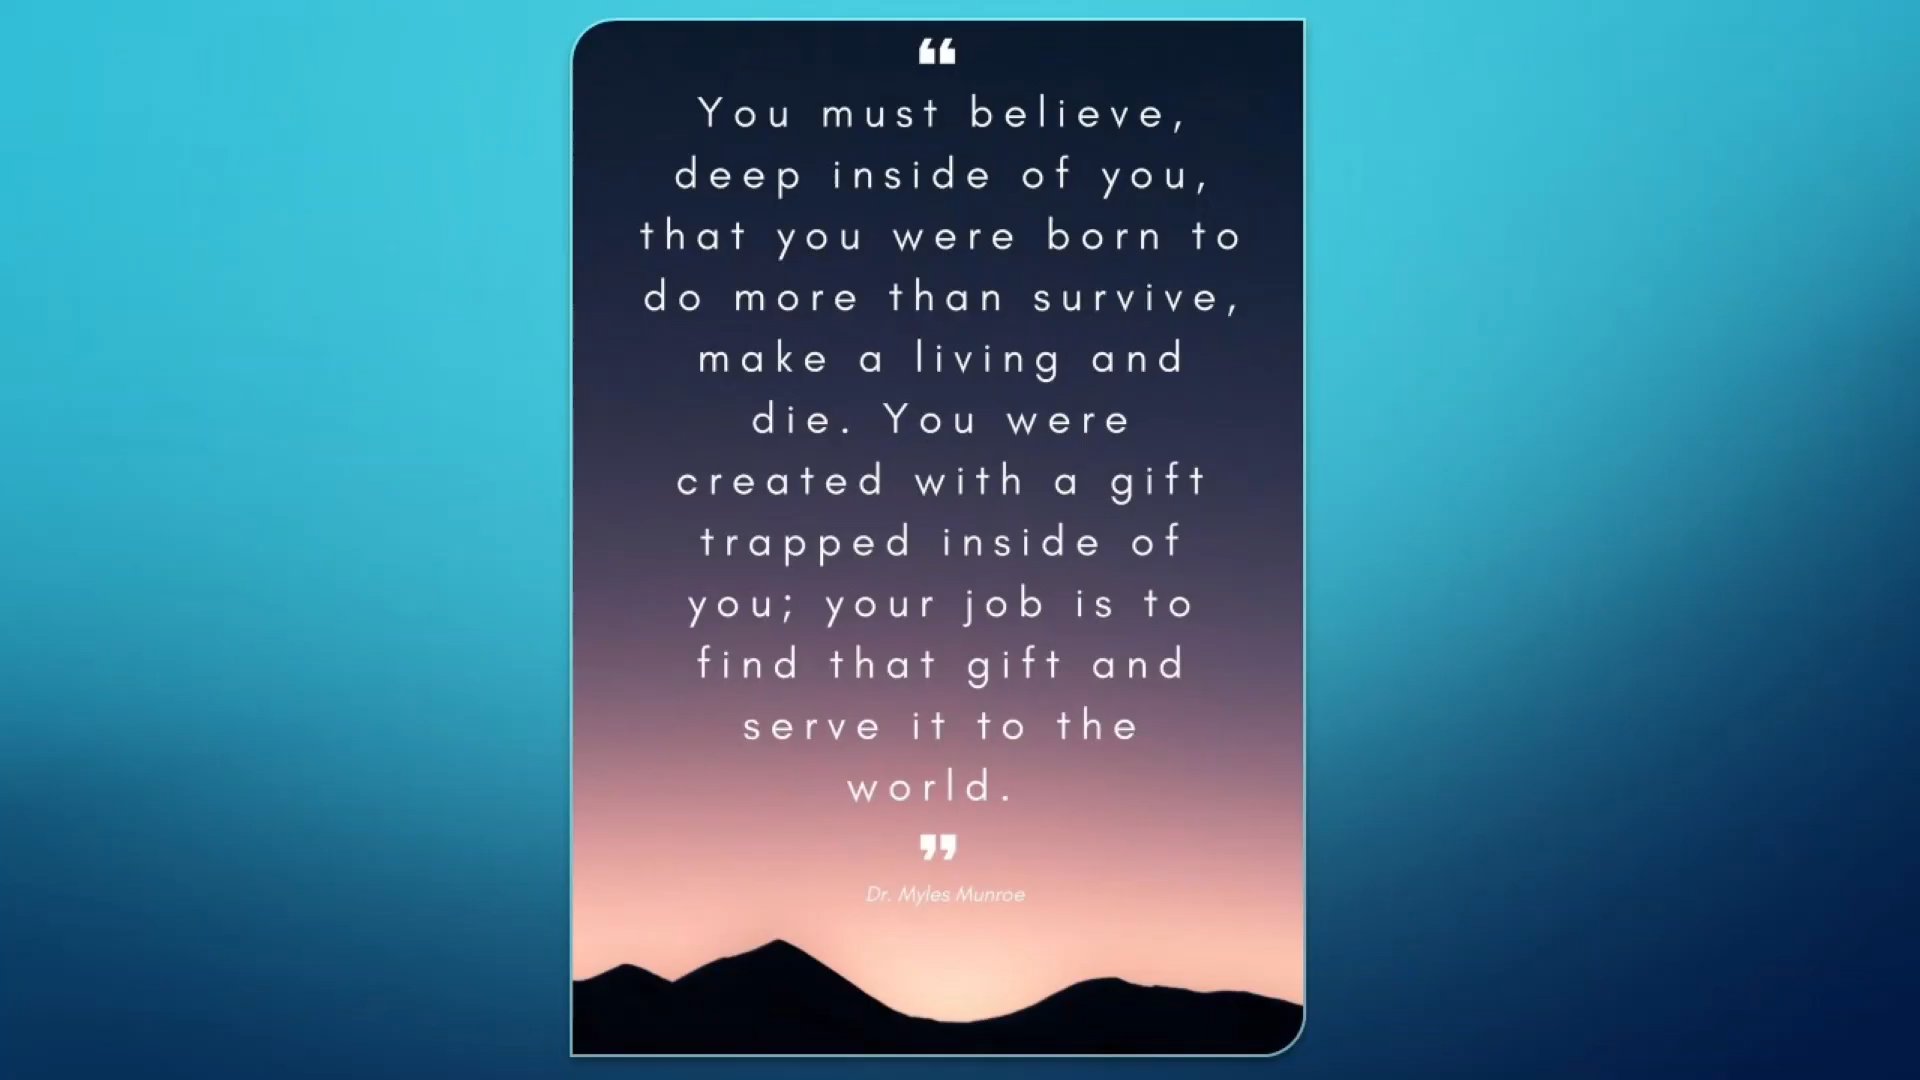 “
You must believe,
deep inside of you,
that you were born to
do more than survive,
make a living and
die. You were
created with a gift
trapped inside of
you; your job is to
find that gift and
serve it to the
world.
”
Dr. Myles Munroe